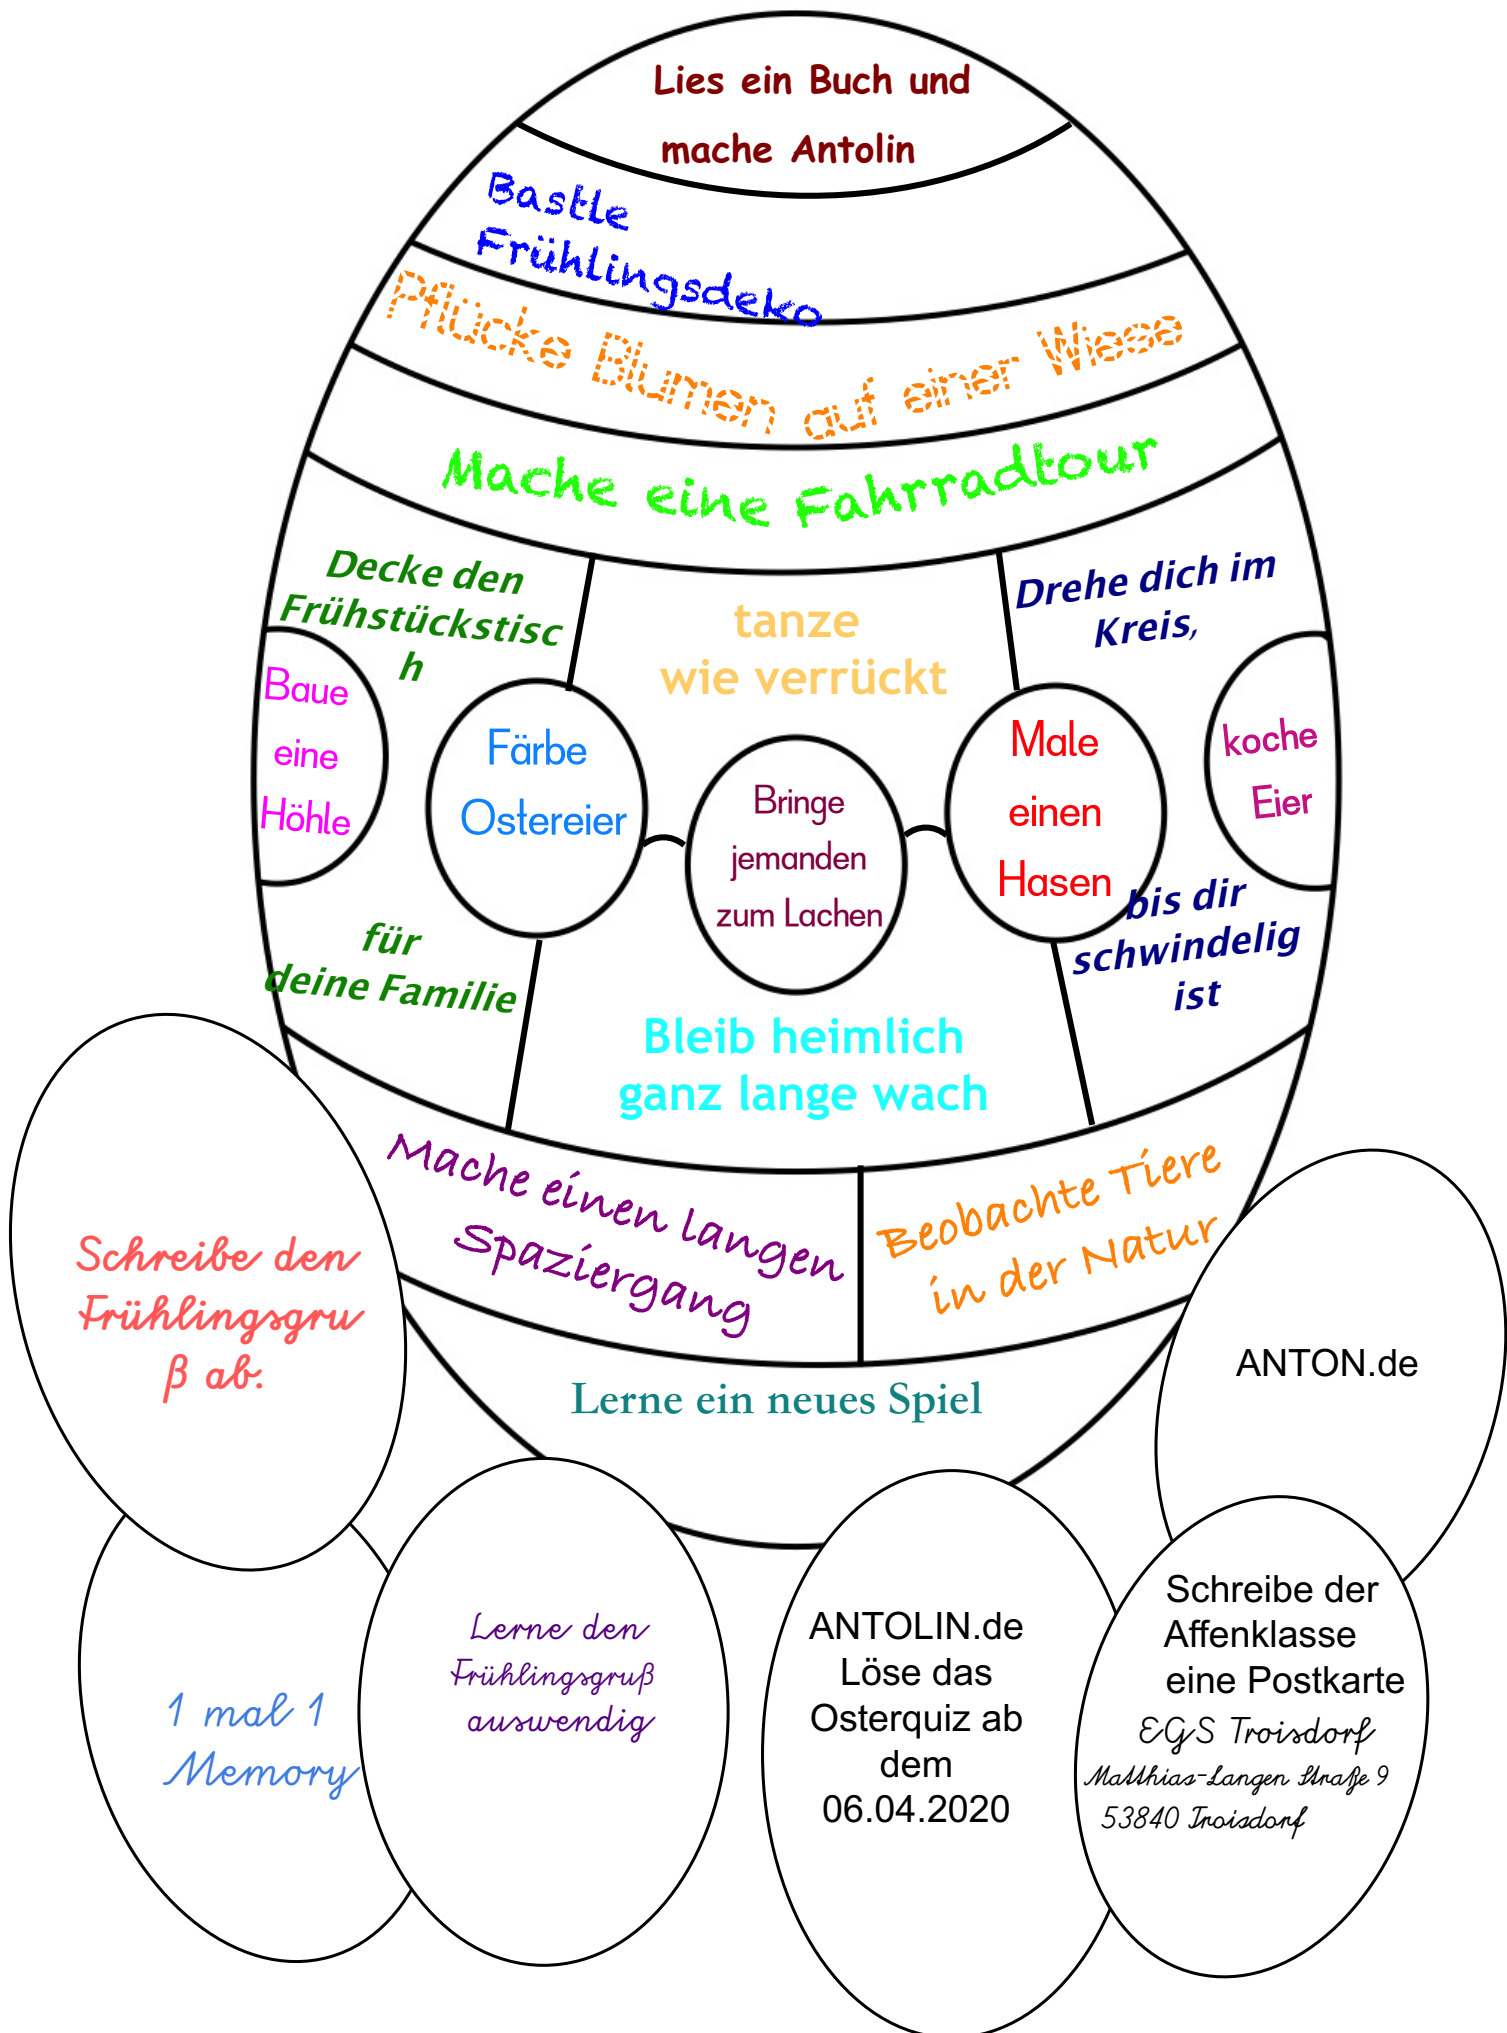 Lies ein Buch und
mache Antolin
Bastle
Frühlingsdeko
Pflücke Blumen auf einer Wiese
Mache eine Fahrradtour
Decke den
Frühstückstisc
h
für
deine Familie
tanze
wie verrückt
Drehe dich im
Kreis,
bis dir
schwindelig
ist
Baue
eine
Höhle
Färbe
Ostereier
Bringe
jemanden
zum Lachen
Male
einen
Hasen
koche
Eier
Bleib heimlich
ganz lange wach
Mache einen langen
Spaziergang
Beobachte Tiere
in der Natur
Lerne ein neues Spiel
Schreibe den
Frühlingsgru
ß ab.
ANTON.de
1 mal 1
Memory
Lerne den
Frühlingsgruß
auswendig
ANTOLIN.de
Löse das
Osterquiz ab
dem
06.04.2020
Schreibe der
Affenklasse
eine Postkarte
EGS Troisdorf
Matthias-Langen Straße 9
53840 Troisdorf